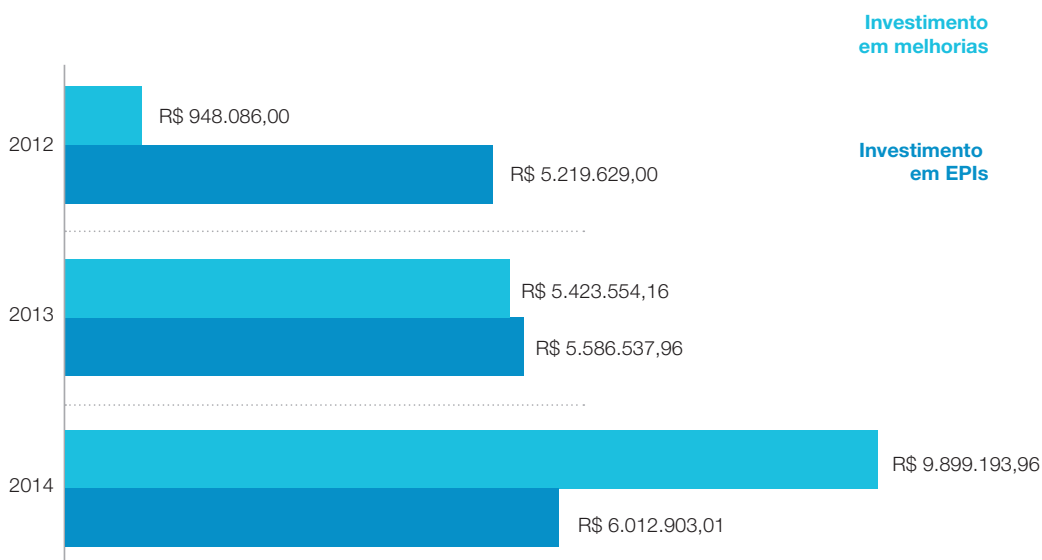 Investimento
em melhorias
R$ 948.086,00
2012
Investimento
em EPIs
R$ 5.219.629,00
R$ 5.423.554,16
2013
R$ 5.586.537,96
R$ 9.899.193,96
2014
R$ 6.012.903,01